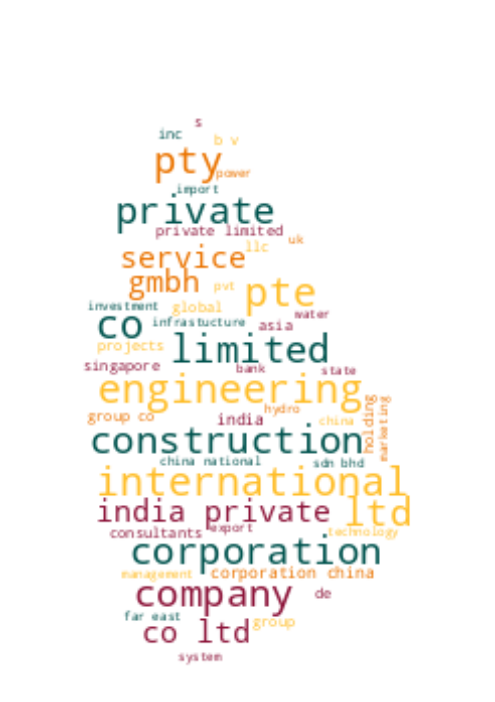 s
inc
b v
pty
power
import
private
private limited
uk
llc
service
gmbh
pvt
pte
investment
global
water
co
infrastucture
asia
projects
limited
singapore
bank
state
engineering
holding
marketing
hydro
group co
india
china
construction
china national
sdn bhd
international
india private
ltd
export
consultants
technology
corporation
management
corporation china
company
de
far east
group
co ltd
system